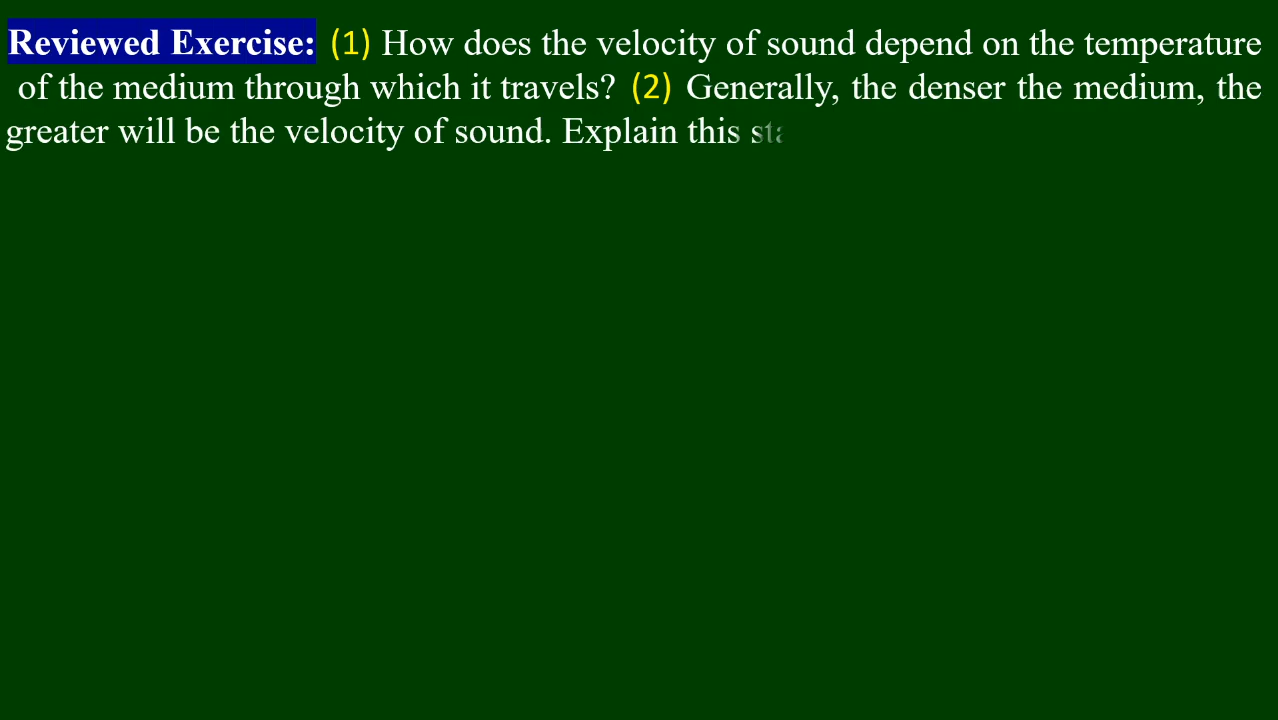 Reviewed Exercise: (1) How does the velocity of sound depend on the temperature
of the medium through which it travels? (2) Generally, the denser the medium, the
greater will be the velocity of sound. Explain this